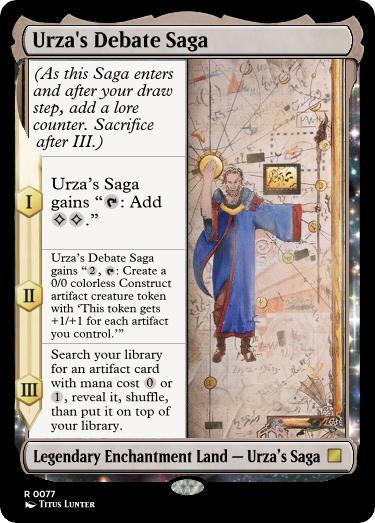 Urza's Debate Saga
(As this Saga enters
and after your draw
step, add a lore
counter. Sacrifice
after III.)
I
Urza's Saga
gains "{T}: Add
{C}{C}."
II
Urza's Debate Saga
gains "{2}, {T}: Create a
0/0 colorless Construct
artifact creature token
with 'This token gets
+1/+1 for each artifact
you control.'"
III
Search your library
for an artifact card
with mana cost {0} or
{1}, reveal it, shuffle,
than put it on top of
your library.
Legendary Enchantment Land — Urza's Saga
R 0077
Titus Lunter